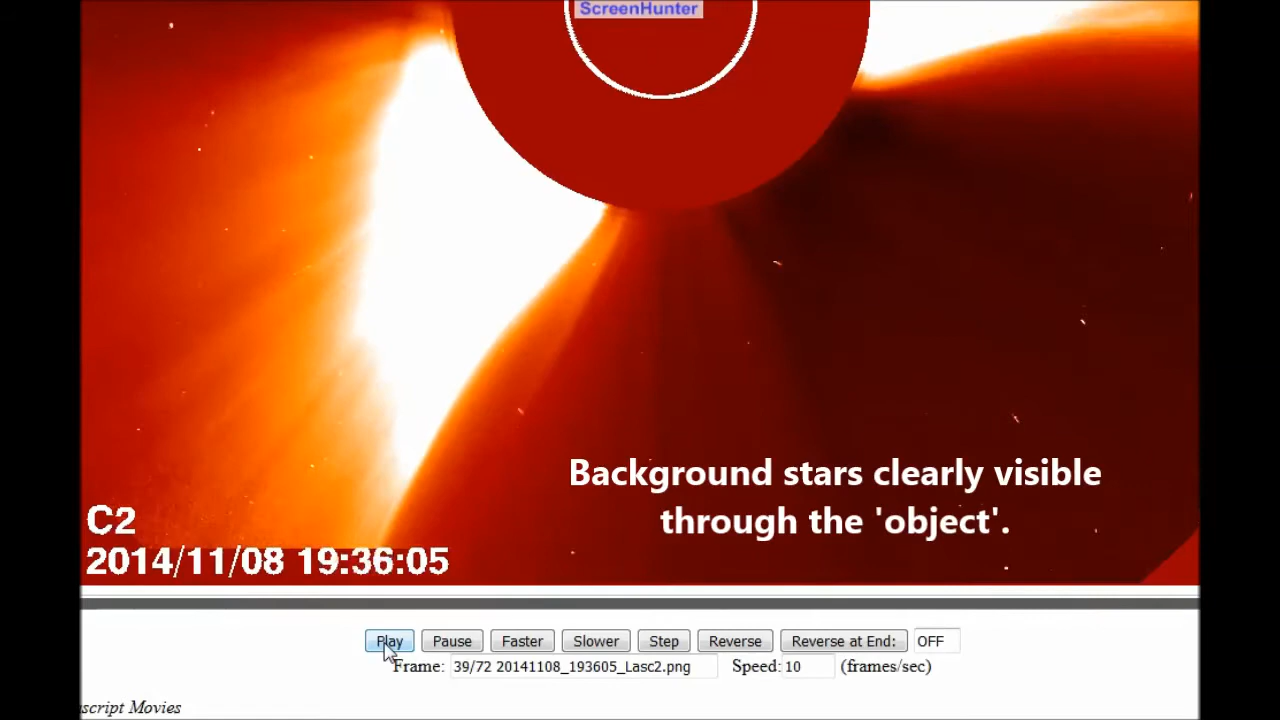 ScreenHunter
Background stars clearly visible
through the 'object'.
C2
2014/11/08 19:36:05
Play Pause Faster Slower Step Reverse Reverse at End: OFF
Frame: 39/72 20141108_193605_Lasc2.png Speed: 10 (frames/sec)
script Movies